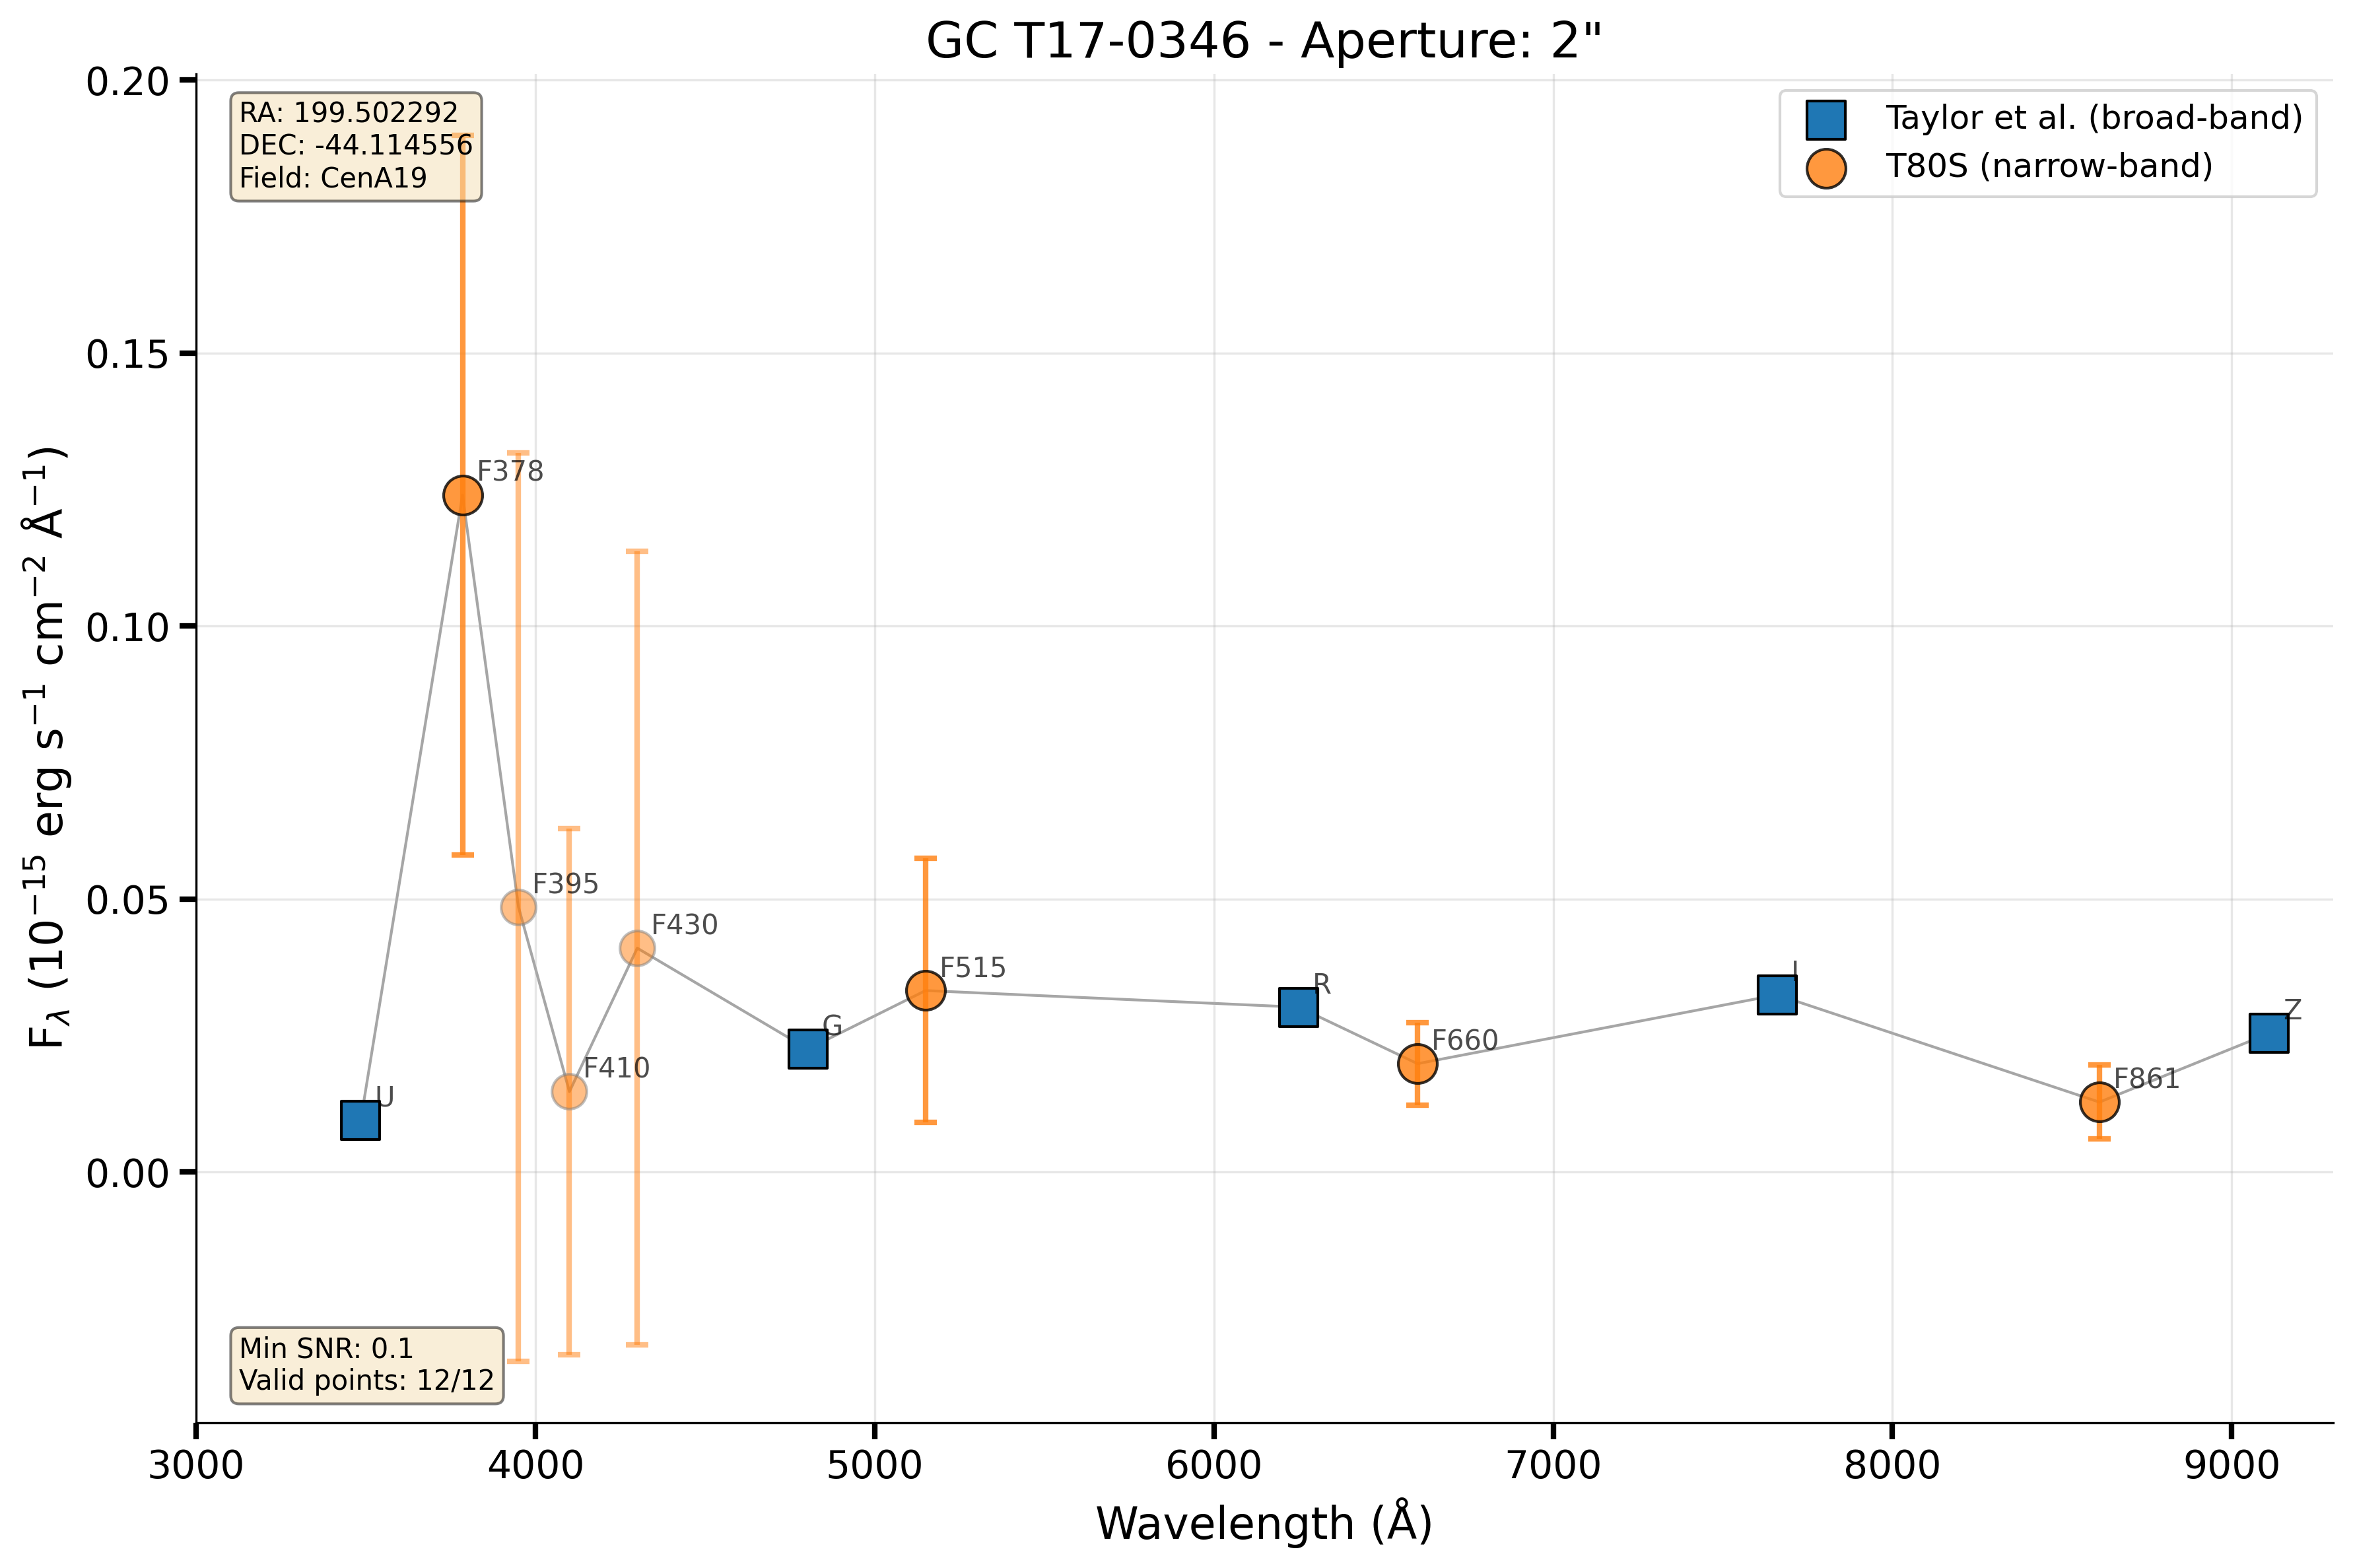 GC T17-0346 - Aperture: 2"
RA: 199.502292
DEC: -44.114556
Field: CenA19
Taylor et al. (broad-band)
T80S (narrow-band)
0.20
0.15
0.10
0.05
0.00
F_λ (10⁻¹⁵ erg s⁻¹ cm⁻² Å⁻¹)
F378
F395
F430
F410
F515
U
G
R
F660
I
F861
Z
Min SNR: 0.1
Valid points: 12/12
3000 4000 5000 6000 7000 8000 9000
Wavelength (Å)